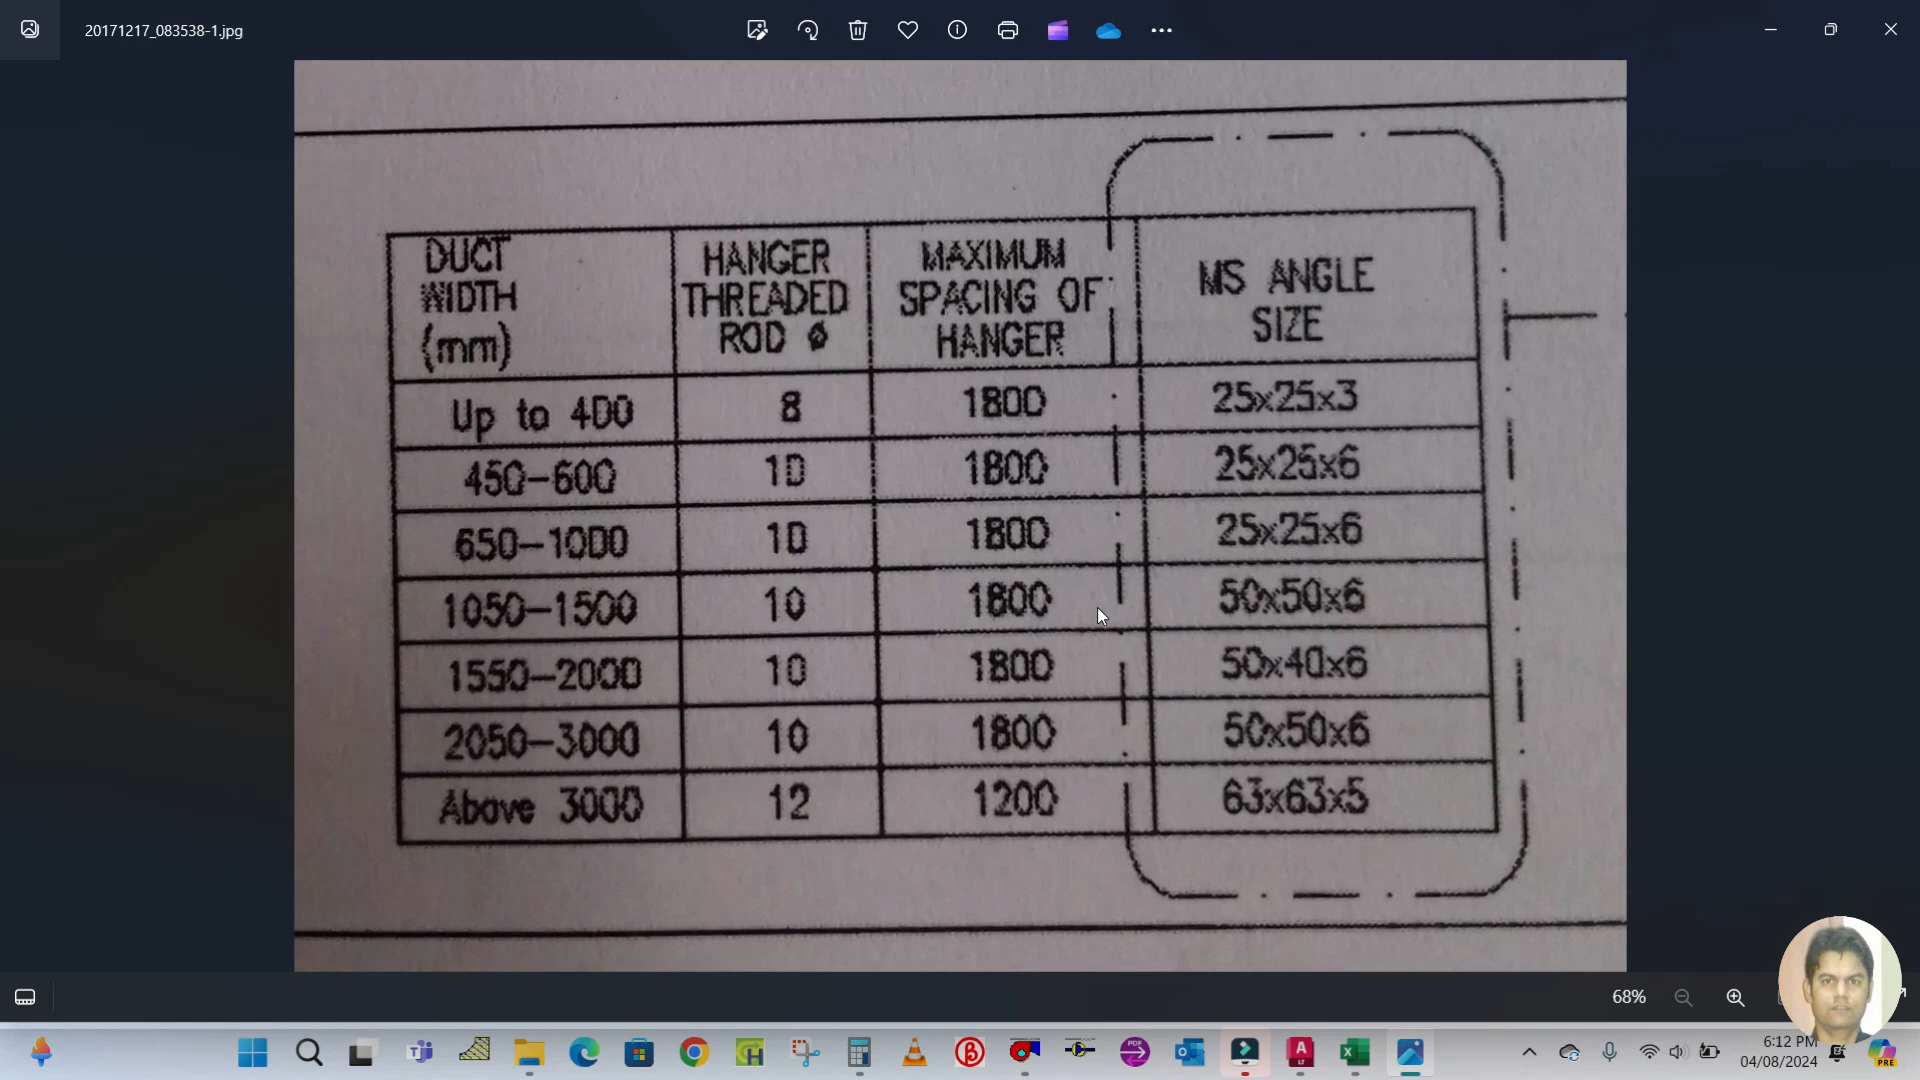 20171217_083538-1.jpg
DUCT
WIDTH
(mm)
HANGER
THREADED
ROD Ø
MAXIMUM
SPACING OF
HANGER
MS ANGLE
SIZE
Up to 400 8 1800 25x25x3
450-600 10 1800 25x25x6
650-1000 10 1800 25x25x6
1050-1500 10 1800 50x50x6
1550-2000 10 1800 50x40x6
2050-3000 10 1800 50x50x6
Above 3000 12 1200 63x63x5
68%
6:12 PM
04/08/2024
PDF
PRE